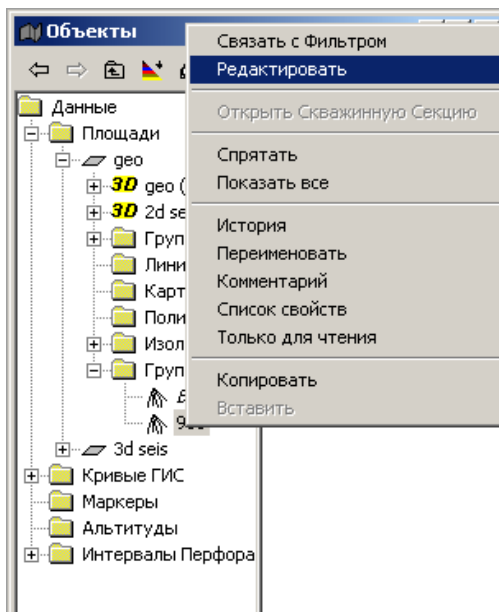 Объекты
Связать с Фильтром
Редактировать
Открыть Скважинную Секцию
Спрятать
Показать все
История
Переименовать
Комментарий
Список свойств
Только для чтения
Копировать
Вставить
Данные
Площади
geo
3D geo (
3D 2d se
Груп
Лини
Карт
Поли
Изол
Груп
3d seis
Кривые ГИС
Маркеры
Альтитуды
Интервалы Перфора